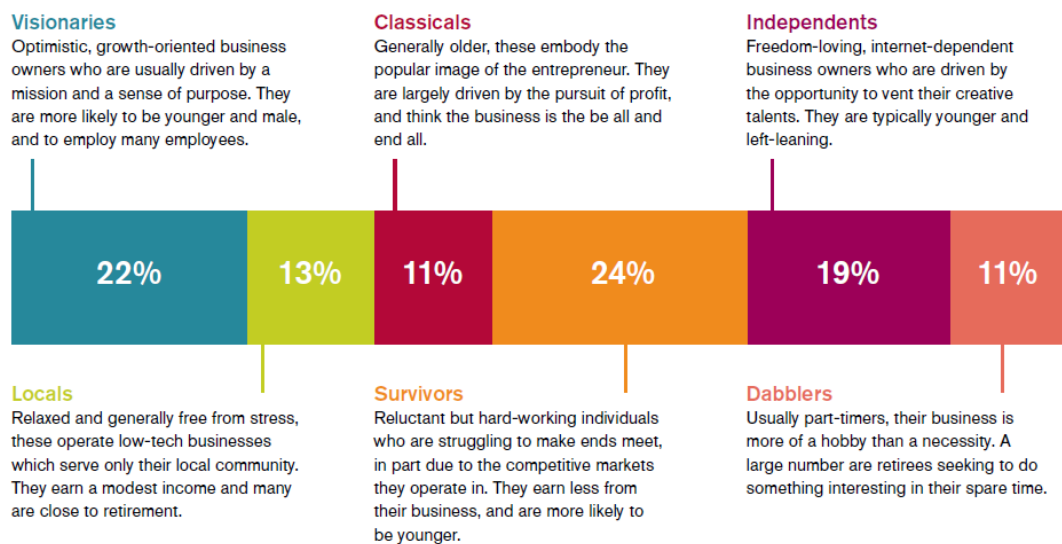 Visionaries
Optimistic, growth-oriented business
owners who are usually driven by a
mission and a sense of purpose. They
are more likely to be younger and male,
and to employ many employees.
Classicals
Generally older, these embody the
popular image of the entrepreneur. They
are largely driven by the pursuit of profit,
and think the business is the be all and
end all.
Independents
Freedom-loving, internet-dependent
business owners who are driven by
the opportunity to vent their creative
talents. They are typically younger and
left-leaning.
22%
13%
11%
24%
19%
11%
Locals
Relaxed and generally free from stress,
these operate low-tech businesses
which serve only their local community.
They earn a modest income and many
are close to retirement.
Survivors
Reluctant but hard-working individuals
who are struggling to make ends meet,
in part due to the competitive markets
they operate in. They earn less from
their business, and are more likely to
be younger.
Dabblers
Usually part-timers, their business is
more of a hobby than a necessity. A
large number are retirees seeking to do
something interesting in their spare time.